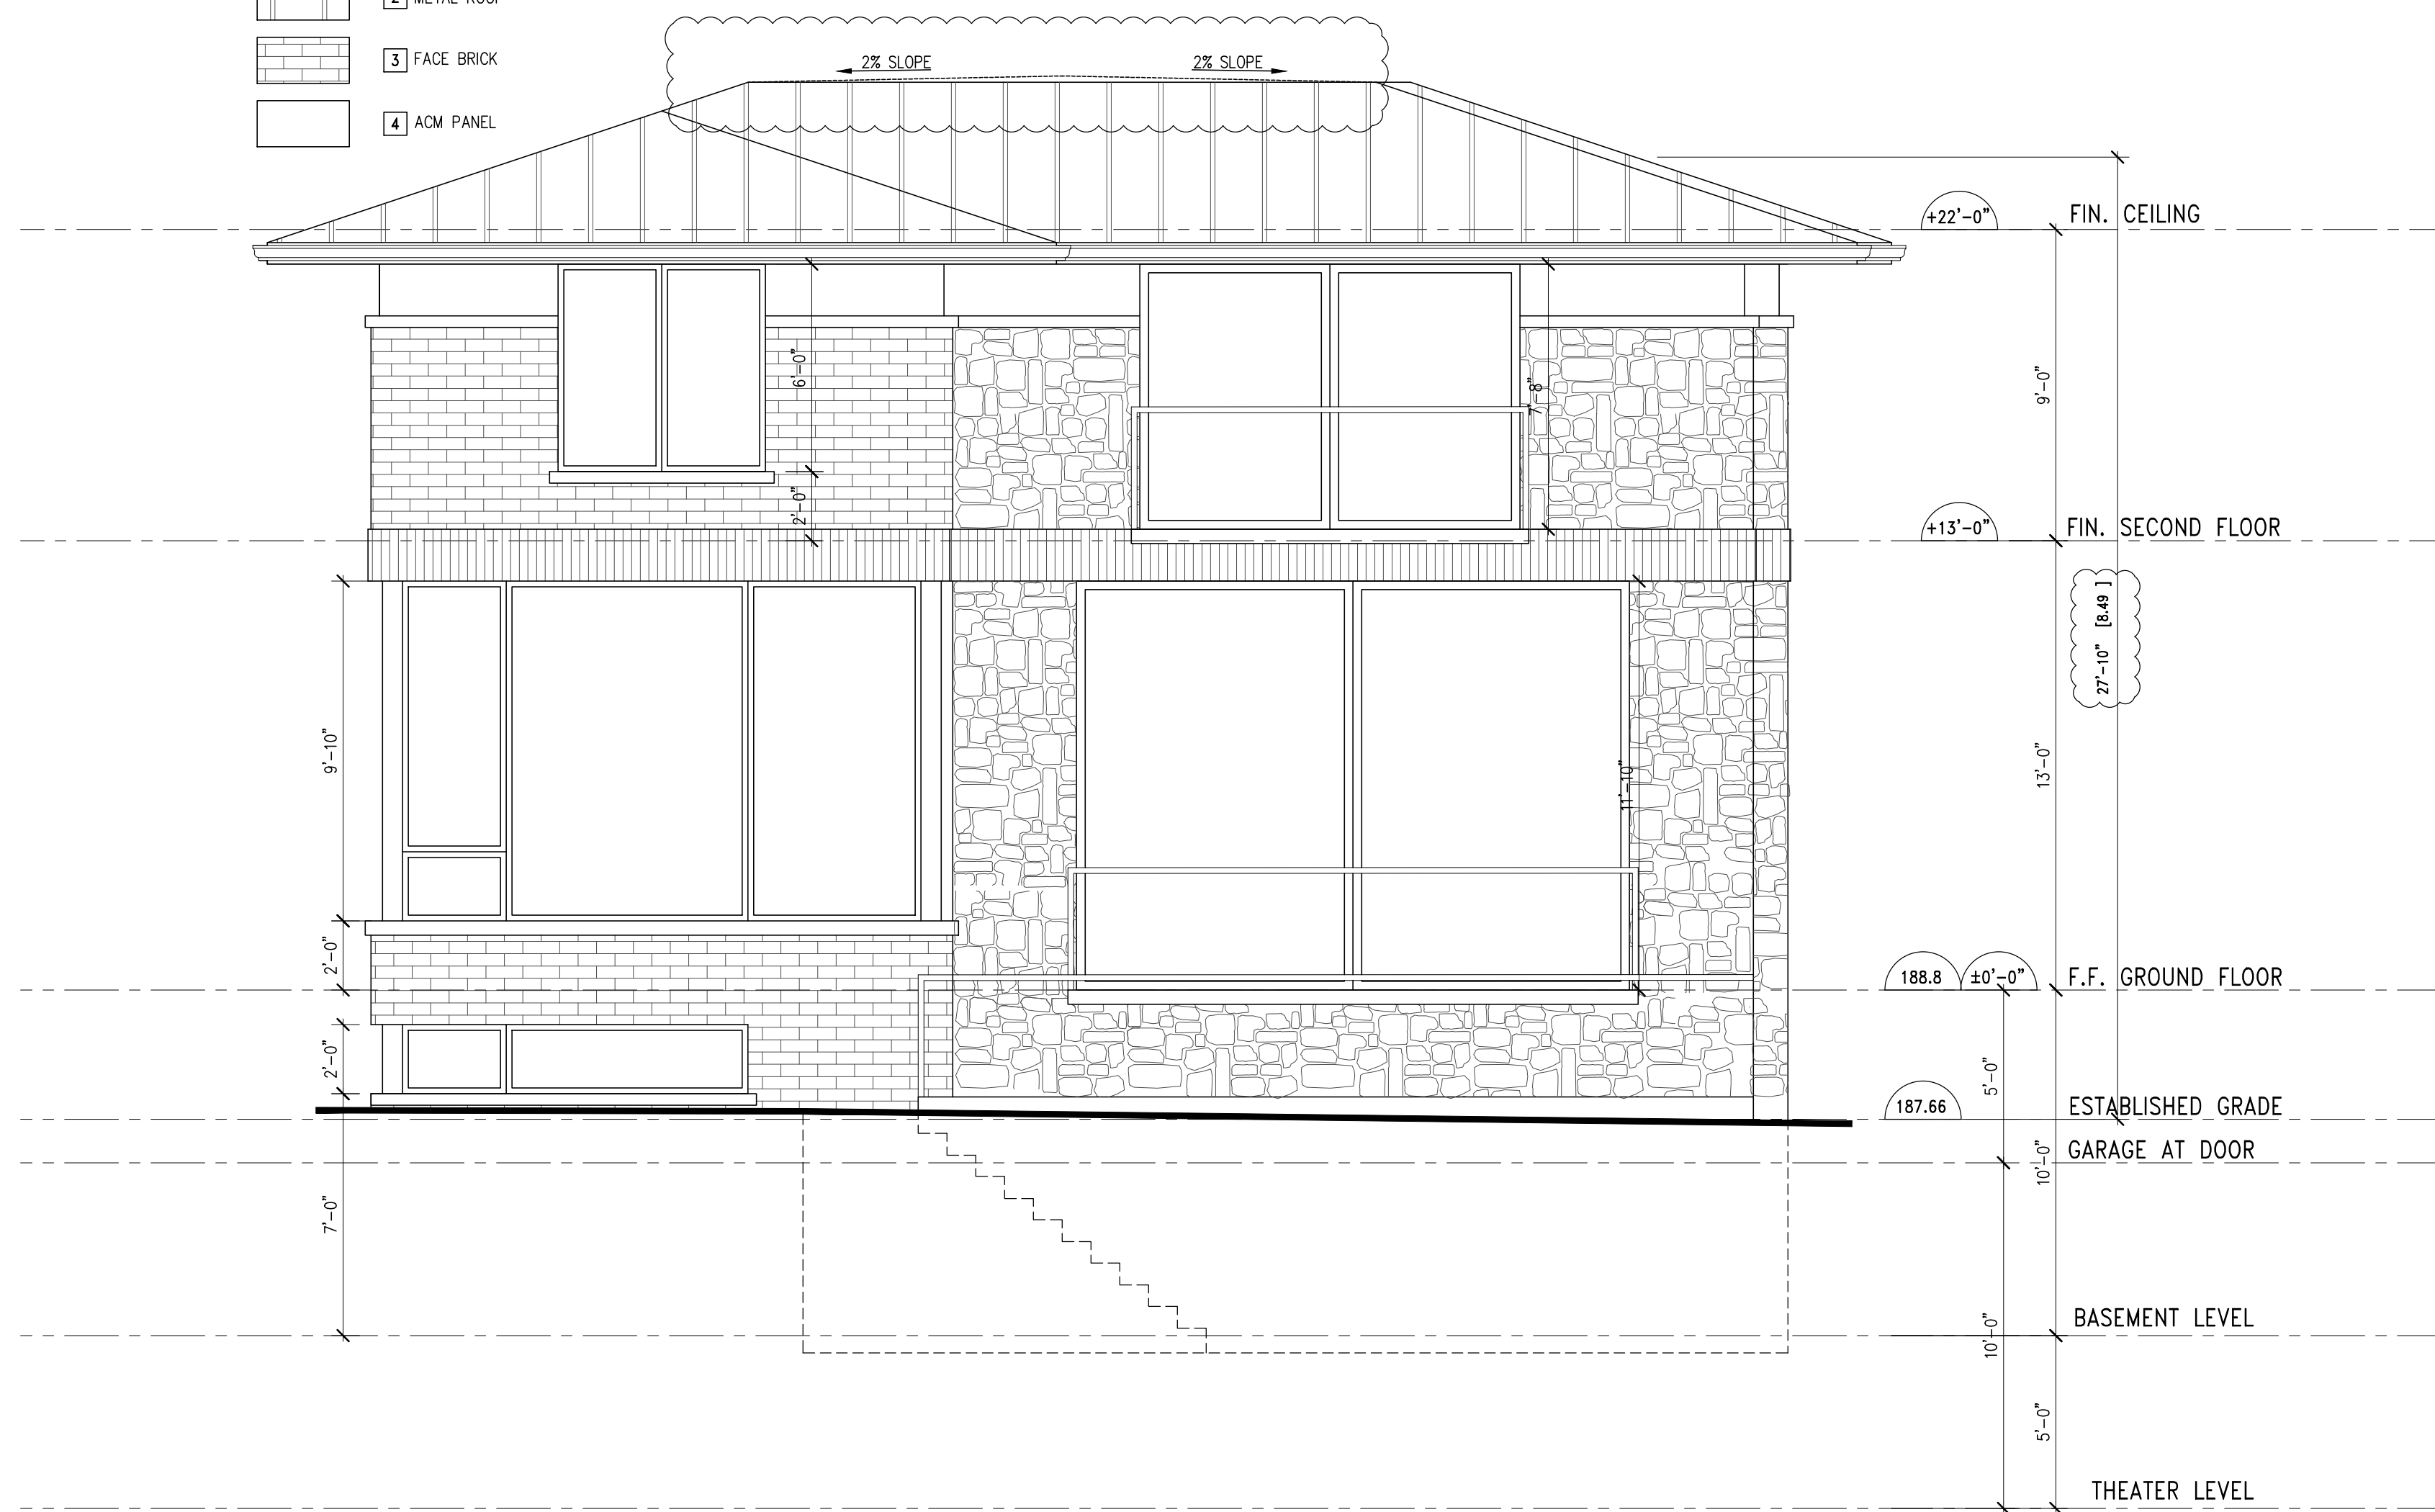 2 METAL ROOF
3 FACE BRICK
4 ACM PANEL
2% SLOPE
2% SLOPE
+22'-0"
FIN. CEILING
6'-0"
7'-8"
9'-0"
2'-0"
+13'-0"
FIN. SECOND FLOOR
27'-10" [8.49 ]
9'-10"
11'-10"
13'-0"
2'-0"
188.8
±0'-0"
F.F. GROUND FLOOR
2'-0"
5'-0"
187.66
ESTABLISHED GRADE
10'-0"
GARAGE AT DOOR
7'-0"
BASEMENT LEVEL
10'-0"
5'-0"
THEATER LEVEL